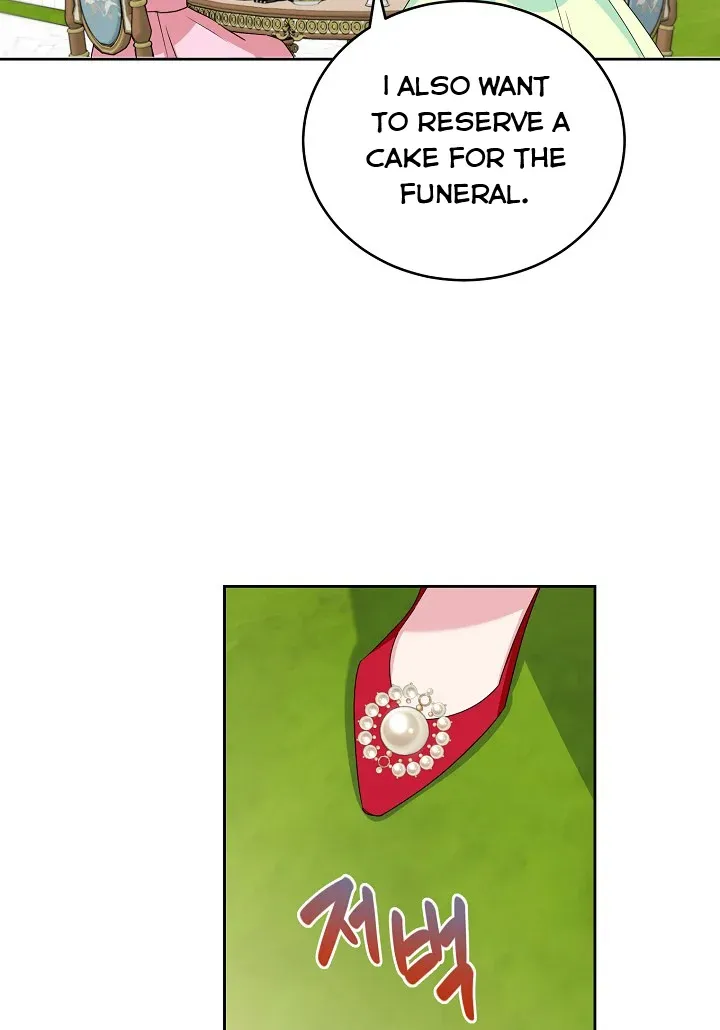 I ALSO WANT
TO RESERVE A
CAKE FOR THE
FUNERAL.
저벅